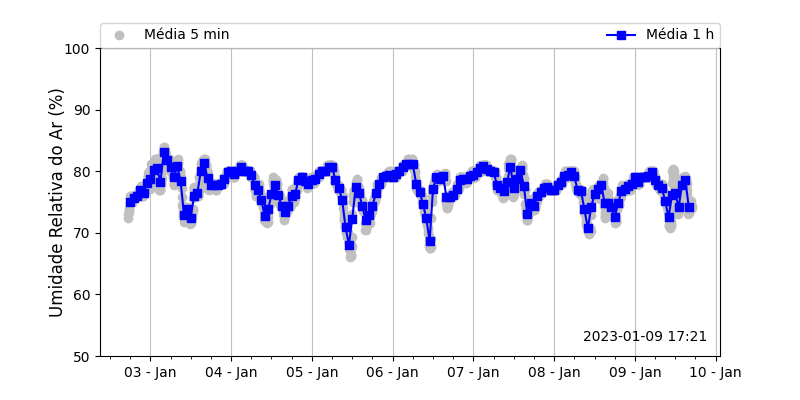 Média 5 min
Média 1 h
Umidade Relativa do Ar (%)
100
90
80
70
60
50
2023-01-09 17:21
03 - Jan
04 - Jan
05 - Jan
06 - Jan
07 - Jan
08 - Jan
09 - Jan
10 - Jan